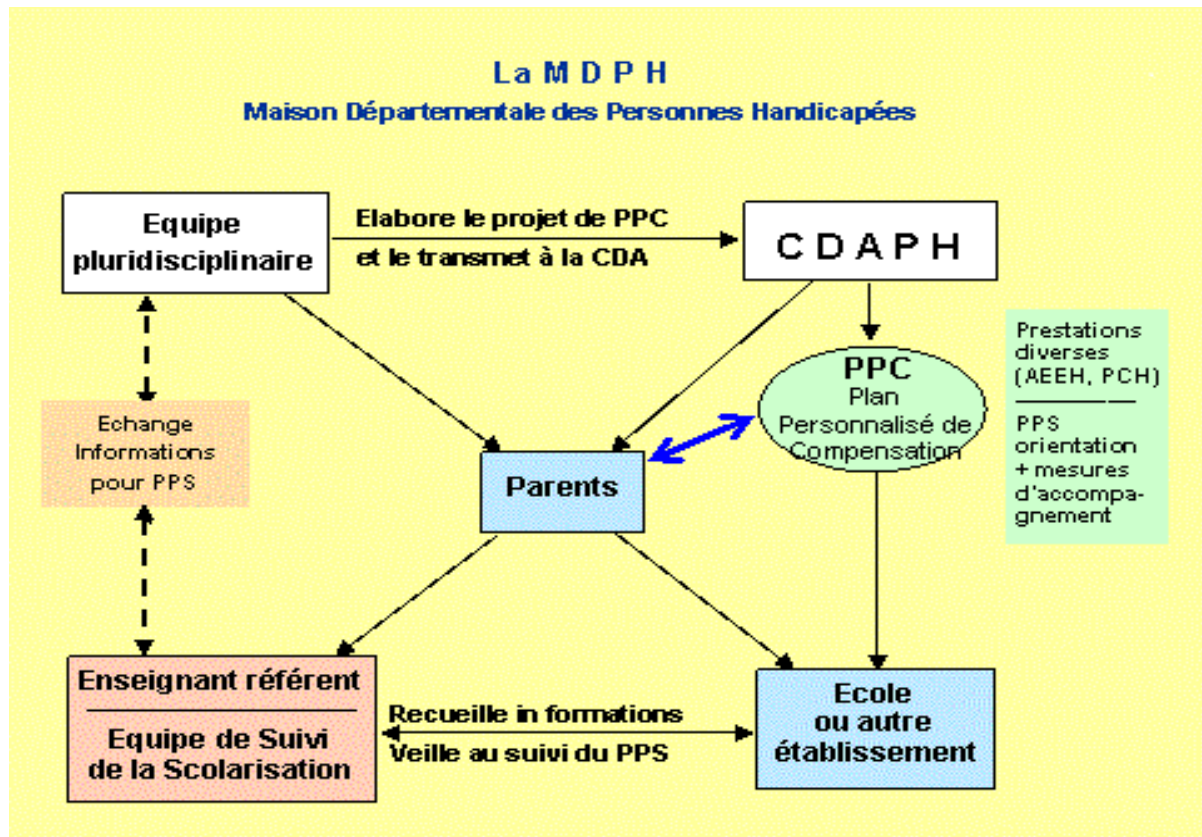 La M D P H
Maison Départementale des Personnes Handicapées
Equipe
pluridisciplinaire
Elabore le projet de PPC
et le transmet à la CDA
C D A P H
Prestations
diverses
(AEEH, PCH)
PPS
orientation
+ mesures
d'accompa-
gnement
PPC
Plan
Personnalisé de
Compensation
Echange
Informations
pour PPS
Parents
Enseignant référent
Equipe de Suivi
de la Scolarisation
Recueille in formations
Veille au suivi du PPS
Ecole
ou autre
établissement